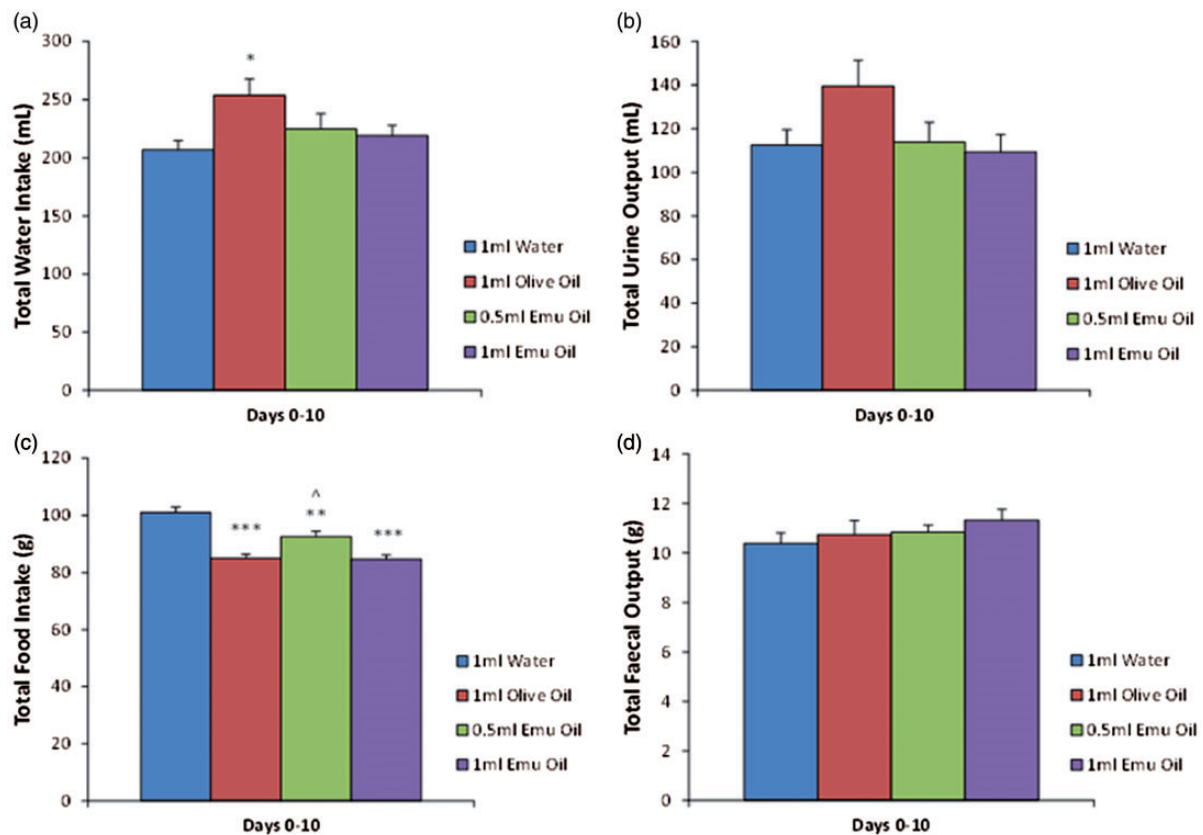 (a)
Total Water Intake (mL)
300
250
200
150
100
50
0
*
1ml Water
1ml Olive Oil
0.5ml Emu Oil
1ml Emu Oil
Days 0-10
(b)
Total Urine Output (mL)
160
140
120
100
80
60
40
20
0
1ml Water
1ml Olive Oil
0.5ml Emu Oil
1ml Emu Oil
Days 0-10
(c)
Total Food Intake (g)
120
100
80
60
40
20
0
***
^
**
***
1ml Water
1ml Olive Oil
0.5ml Emu Oil
1ml Emu Oil
Days 0-10
(d)
Total Faecal Output (g)
14
12
10
8
6
4
2
0
1ml Water
1ml Olive Oil
0.5ml Emu Oil
1ml Emu Oil
Days 0-10